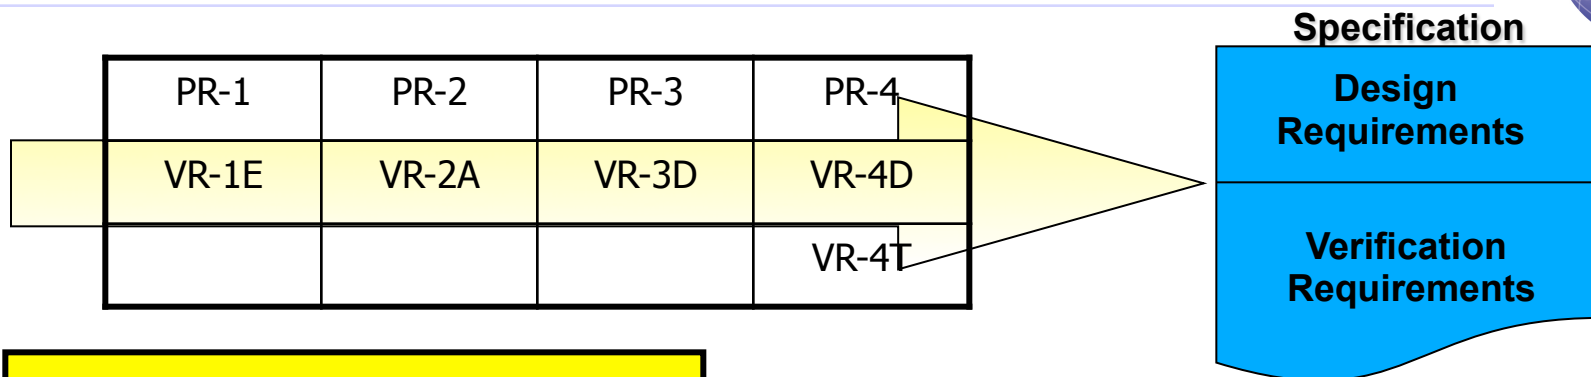 Specification
PR-1 PR-2 PR-3 PR-4
VR-1E VR-2A VR-3D VR-4D
VR-4T
Design
Requirements
Verification
Requirements